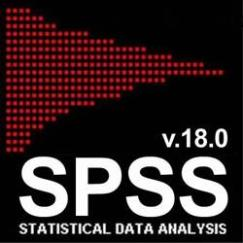 v.18.0
SPSS
STATISTICAL DATA ANALYSIS